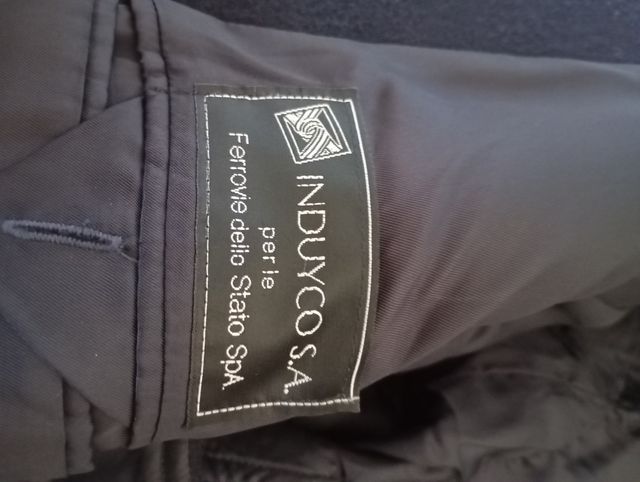 INDUYCO S.A.
per le
Ferrovie dello Stato SpA.